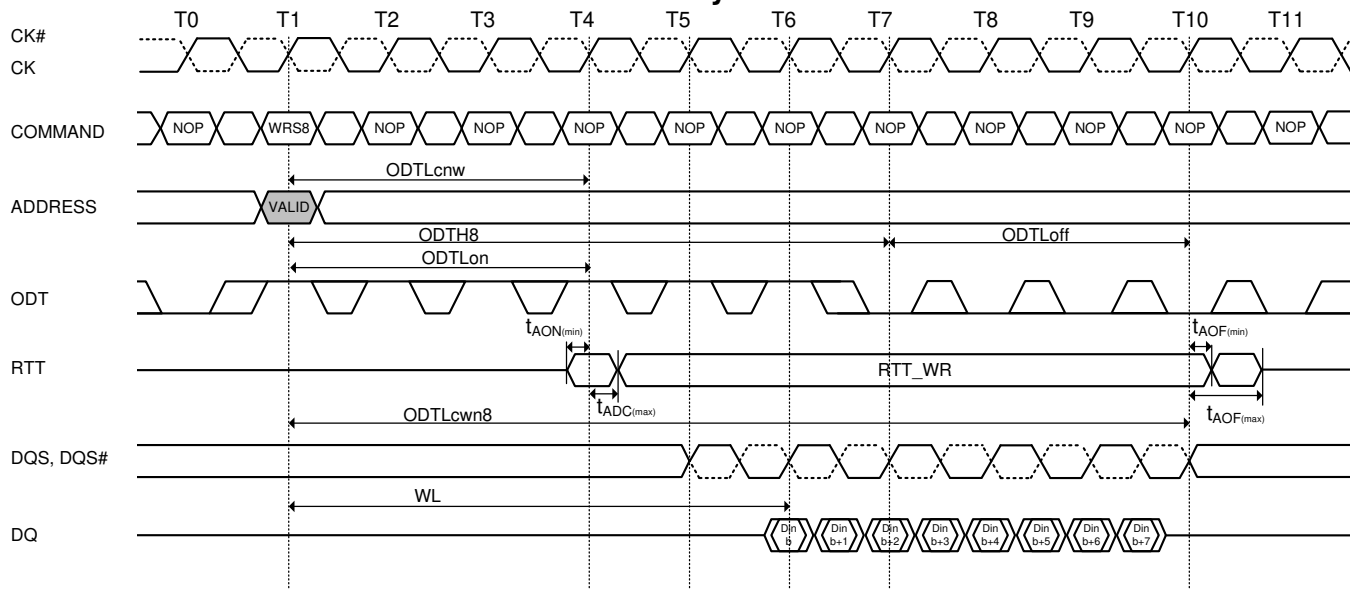 T0 T1 T2 T3 T4 T5 T6 T7 T8 T9 T10 T11
CK#
CK
COMMAND NOP WRS8 NOP NOP NOP NOP NOP NOP NOP NOP NOP NOP
ODTLcnw
ADDRESS VALID
ODTH8 ODTLoff
ODTLon
ODT
tAON(min) tAOF(min)
RTT RTT_WR
tADC(max) tAOF(max)
ODTLcwn8
DQS, DQS#
WL
DQ Din b Din b+1 Din b+2 Din b+3 Din b+4 Din b+5 Din b+6 Din b+7